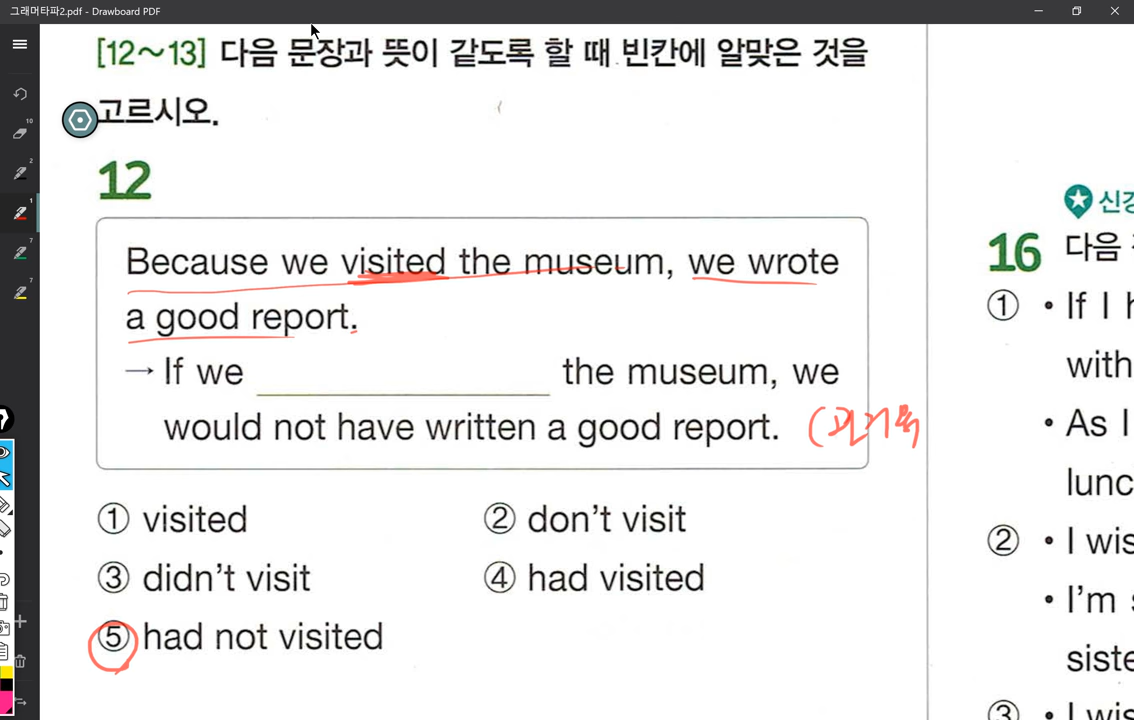 그래머타파2.pdf - Drawboard PDF
[12~13] 다음 문장과 뜻이 같도록 할 때 빈칸에 알맞은 것을
고르시오.
12
Because we visited the museum, we wrote
a good report.
→ If we ____________ the museum, we
would not have written a good report.
① visited ② don't visit
③ didn't visit ④ had visited
⑤ had not visited
16 다음
① • If I
with
• As I
lunc
② • I wis
• I'm
siste
③ • I wis